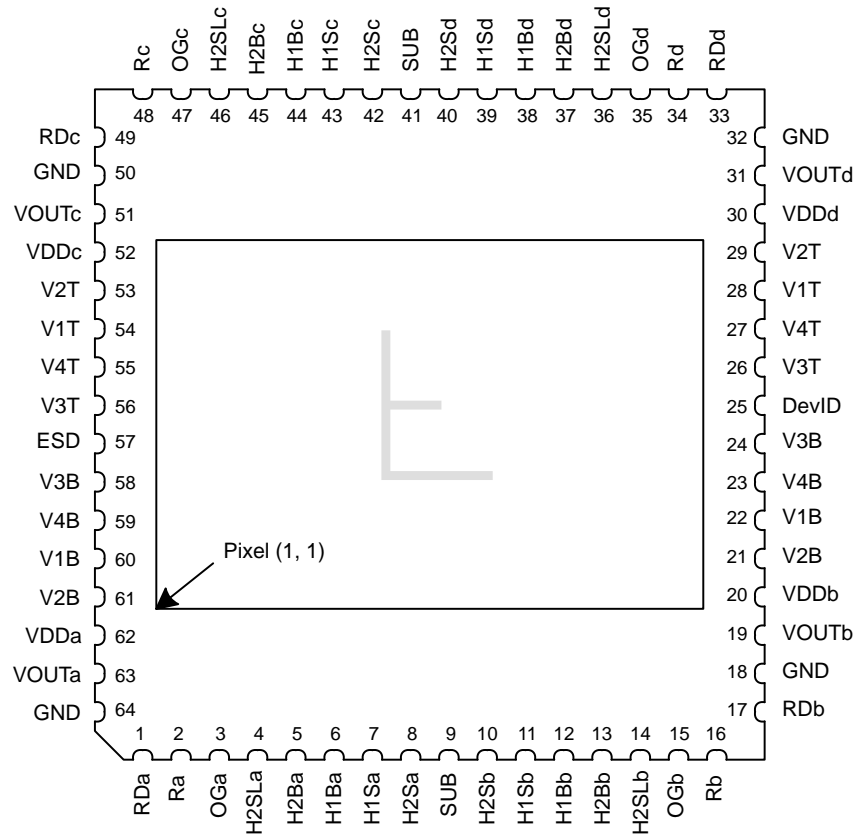 Rc OGc H2SLc H2Bc H1Bc H1Sc H2Sc SUB H2Sd H1Sd H1Bd H2Bd H2SLd OGd Rd RDd
48 47 46 45 44 43 42 41 40 39 38 37 36 35 34 33
RDc 49 32 GND
GND 50 31 VOUTd
VOUTc 51 30 VDDd
VDDc 52 29 V2T
V2T 53 28 V1T
V1T 54 27 V4T
V4T 55 26 V3T
V3T 56 25 DevID
ESD 57 24 V3B
V3B 58 23 V4B
V4B 59 22 V1B
V1B 60 21 V2B
Pixel (1, 1)
V2B 61 20 VDDb
VDDa 62 19 VOUTb
VOUTa 63 18 GND
GND 64 17 RDb
1 2 3 4 5 6 7 8 9 10 11 12 13 14 15 16
RDa Ra OGa H2SLa H2Ba H1Ba H1Sa H2Sa SUB H2Sb H1Sb H1Bb H2Bb H2SLb OGb Rb